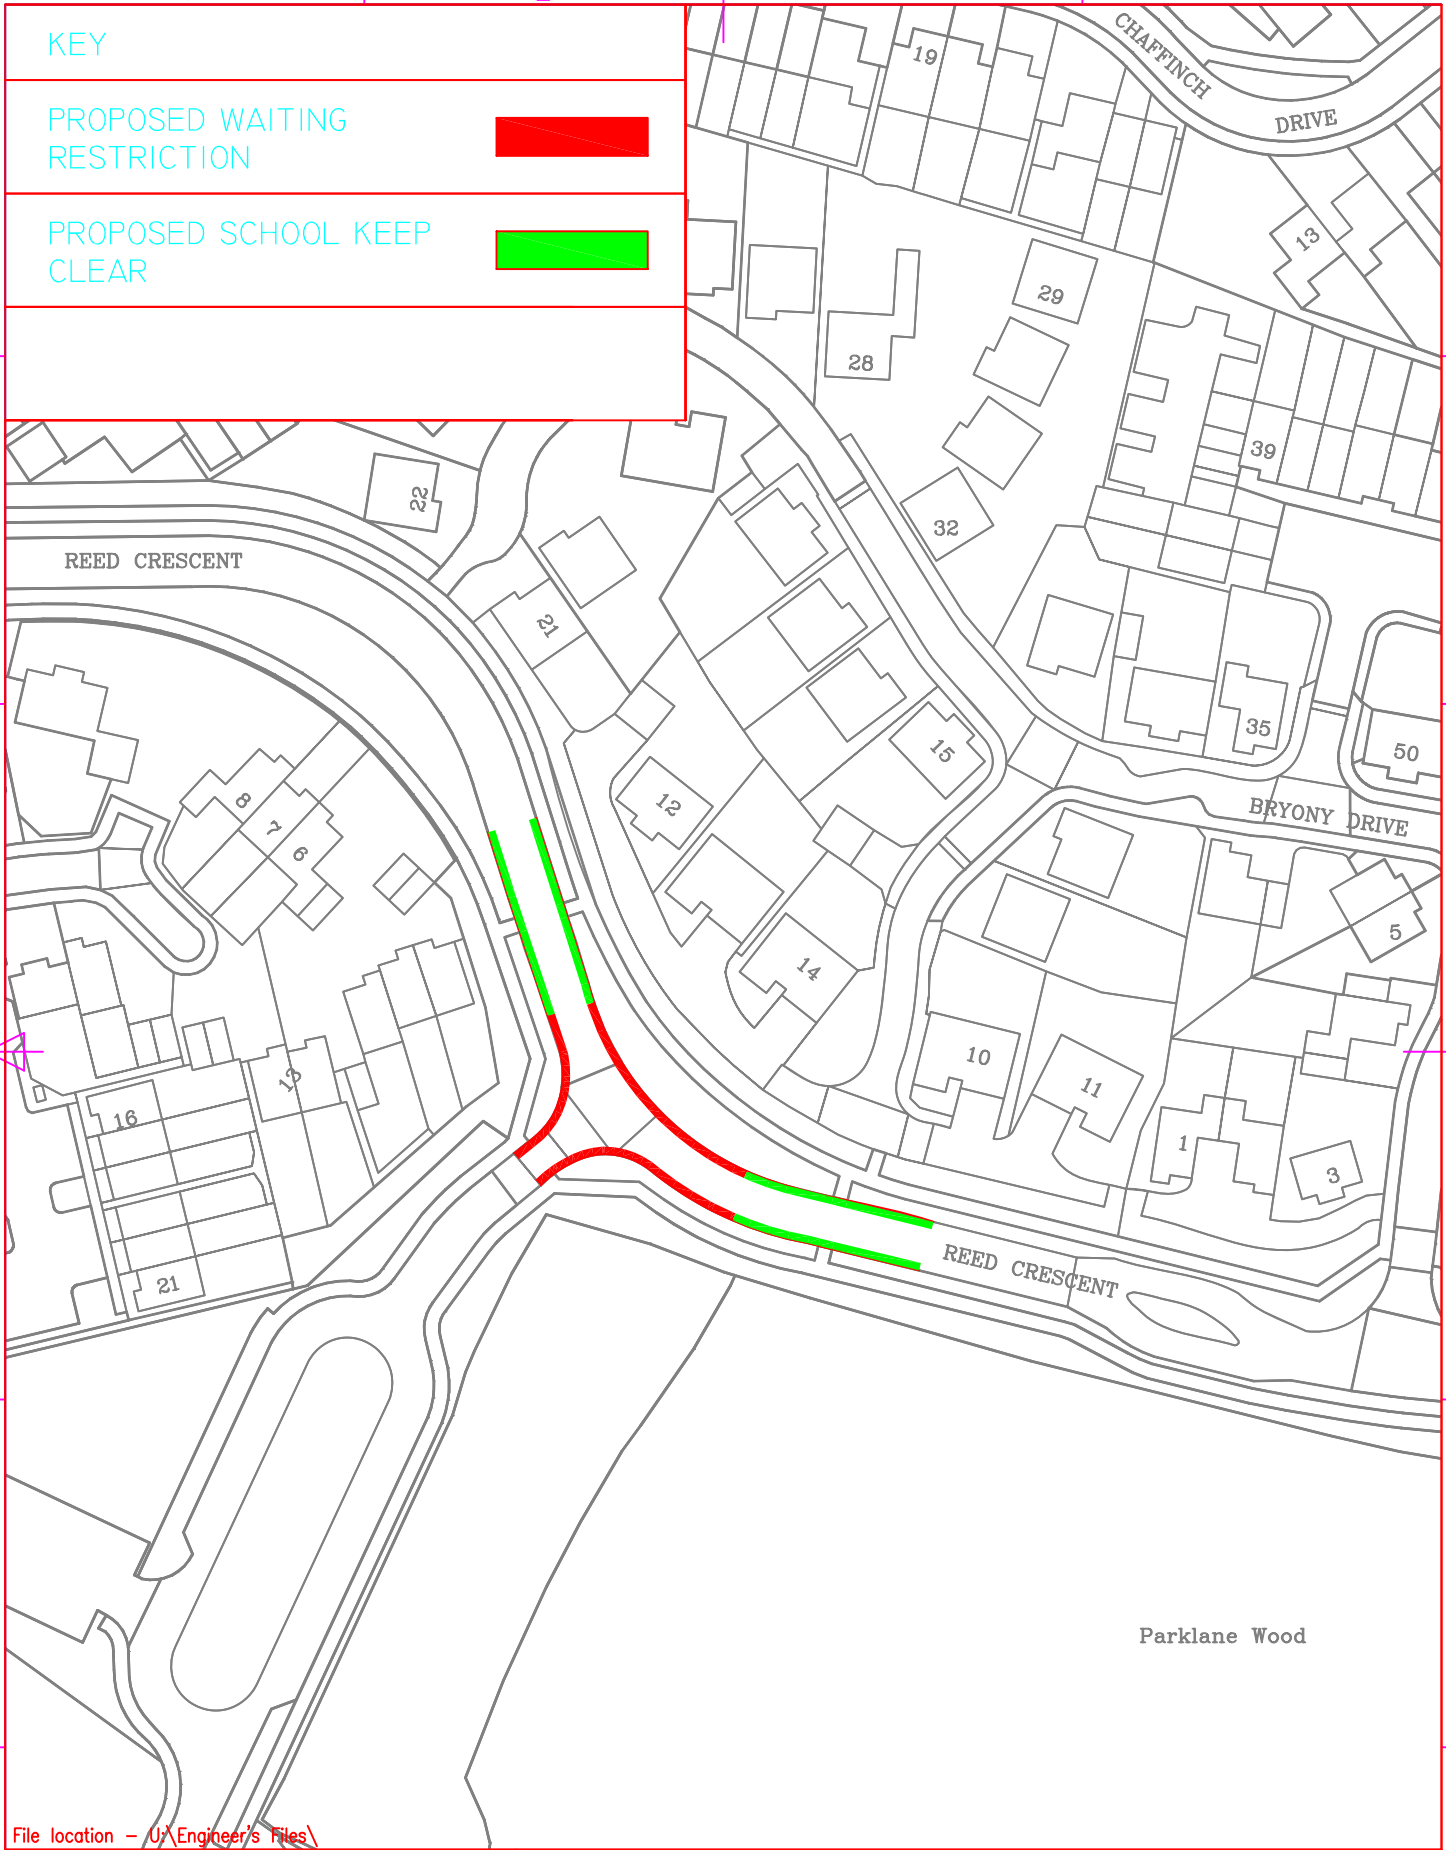 KEY
PROPOSED WAITING
RESTRICTION
PROPOSED SCHOOL KEEP
CLEAR
CHAFFINCH
DRIVE
19
13
29
28
39
22
32
REED CRESCENT
21
35
50
15
12
8
7
6
BRYONY DRIVE
5
14
10
11
13
16
1
3
21
REED CRESCENT
Parklane Wood
File location - U:\Engineer's Files\